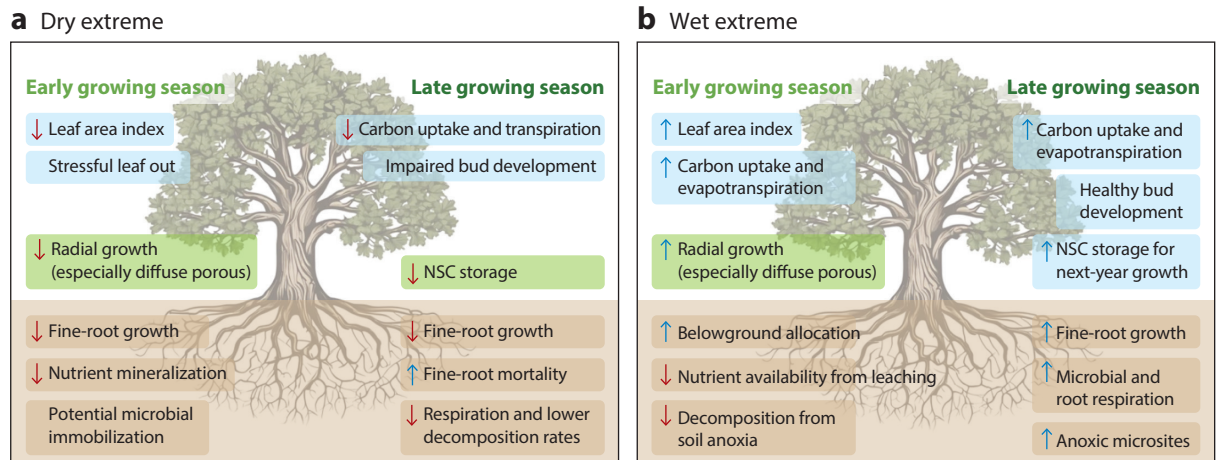 a Dry extreme
Early growing season
↓ Leaf area index
Stressful leaf out
↓ Radial growth
(especially diffuse porous)
↓ Fine-root growth
↓ Nutrient mineralization
Potential microbial
immobilization
Late growing season
↓ Carbon uptake and transpiration
Impaired bud development
↓ NSC storage
↓ Fine-root growth
↑ Fine-root mortality
↓ Respiration and lower
decomposition rates
b Wet extreme
Early growing season
↑ Leaf area index
↑ Carbon uptake and
evapotranspiration
↑ Radial growth
(especially diffuse porous)
↑ Belowground allocation
↓ Nutrient availability from leaching
↓ Decomposition from
soil anoxia
Late growing season
↑ Carbon uptake and
evapotranspiration
Healthy bud
development
↑ NSC storage for
next-year growth
↑ Fine-root growth
↑ Microbial and
root respiration
↑ Anoxic microsites